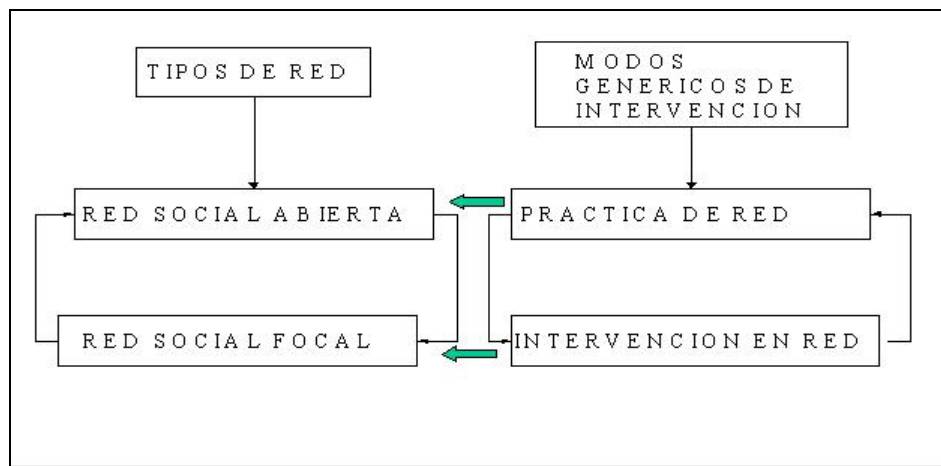 TIPOS DE RED
MODOS
GENERICOS DE
INTERVENCION
RED SOCIAL ABIERTA
PRACTICA DE RED
RED SOCIAL FOCAL
INTERVENCION EN RED